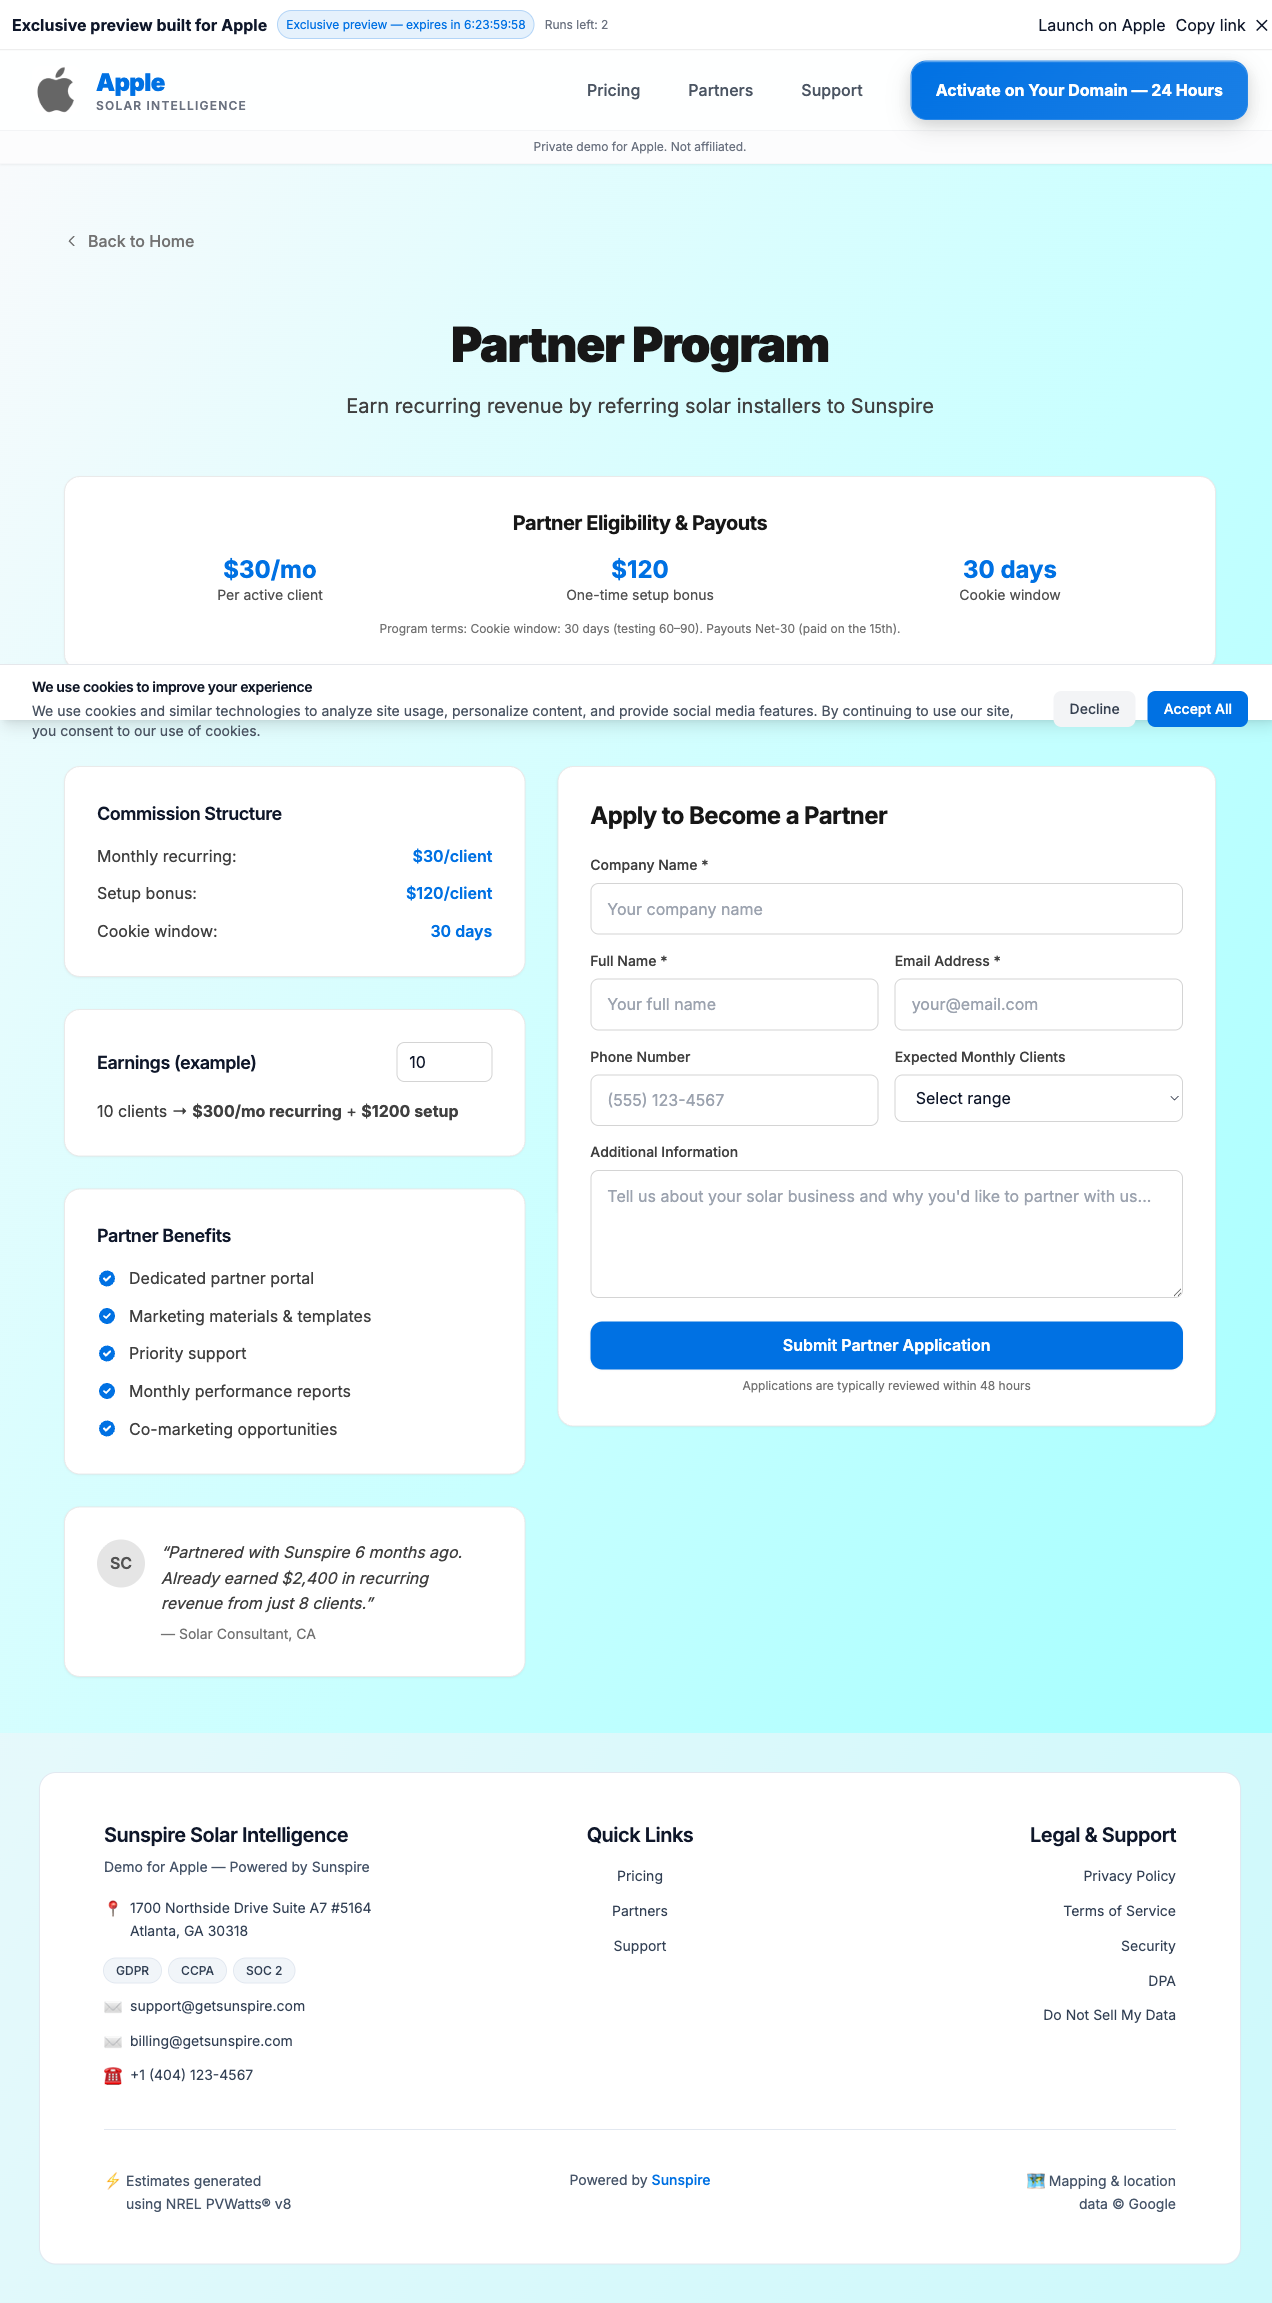 Exclusive preview built for Apple
Exclusive preview — expires in 6:23:59:58
Runs left: 2
Launch on Apple
Copy link
Apple
SOLAR INTELLIGENCE
Pricing
Partners
Support
Activate on Your Domain — 24 Hours
Private demo for Apple. Not affiliated.
Back to Home
Partner Program
Earn recurring revenue by referring solar installers to Sunspire
Partner Eligibility & Payouts
$30/mo
Per active client
$120
One-time setup bonus
30 days
Cookie window
Program terms: Cookie window: 30 days (testing 60–90). Payouts Net-30 (paid on the 15th).
We use cookies to improve your experience
We use cookies and similar technologies to analyze site usage, personalize content, and provide social media features. By continuing to use our site,
you consent to our use of cookies.
Decline
Accept All
Commission Structure
Monthly recurring:
$30/client
Setup bonus:
$120/client
Cookie window:
30 days
Earnings (example)
10
10 clients → $300/mo recurring + $1200 setup
Partner Benefits
Dedicated partner portal
Marketing materials & templates
Priority support
Monthly performance reports
Co-marketing opportunities
SC
“Partnered with Sunspire 6 months ago.
Already earned $2,400 in recurring
revenue from just 8 clients.”
— Solar Consultant, CA
Apply to Become a Partner
Company Name *
Your company name
Full Name *
Your full name
Email Address *
your@email.com
Phone Number
(555) 123-4567
Expected Monthly Clients
Select range
Additional Information
Tell us about your solar business and why you'd like to partner with us...
Submit Partner Application
Applications are typically reviewed within 48 hours
Sunspire Solar Intelligence
Demo for Apple — Powered by Sunspire
1700 Northside Drive Suite A7 #5164
Atlanta, GA 30318
GDPR
CCPA
SOC 2
support@getsunspire.com
billing@getsunspire.com
+1 (404) 123-4567
Quick Links
Pricing
Partners
Support
Legal & Support
Privacy Policy
Terms of Service
Security
DPA
Do Not Sell My Data
Estimates generated
using NREL PVWatts® v8
Powered by Sunspire
Mapping & location
data © Google